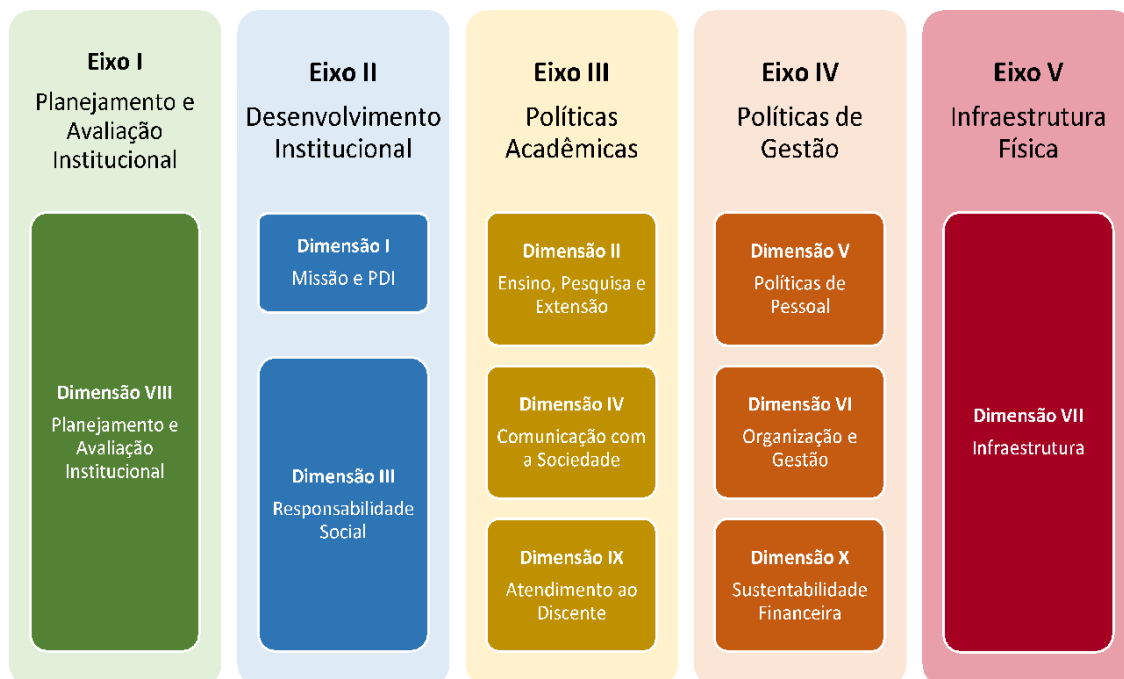 Eixo I
Planejamento e
Avaliação
Institucional
Dimensão VIII
Planejamento e
Avaliação
Institucional
Eixo II
Desenvolvimento
Institucional
Dimensão I
Missão e PDI
Dimensão III
Responsabilidade
Social
Eixo III
Políticas
Acadêmicas
Dimensão II
Ensino, Pesquisa e
Extensão
Dimensão IV
Comunicação com
a Sociedade
Dimensão IX
Atendimento ao
Discente
Eixo IV
Políticas de
Gestão
Dimensão V
Políticas de
Pessoal
Dimensão VI
Organização e
Gestão
Dimensão X
Sustentabilidade
Financeira
Eixo V
Infraestrutura
Física
Dimensão VII
Infraestrutura